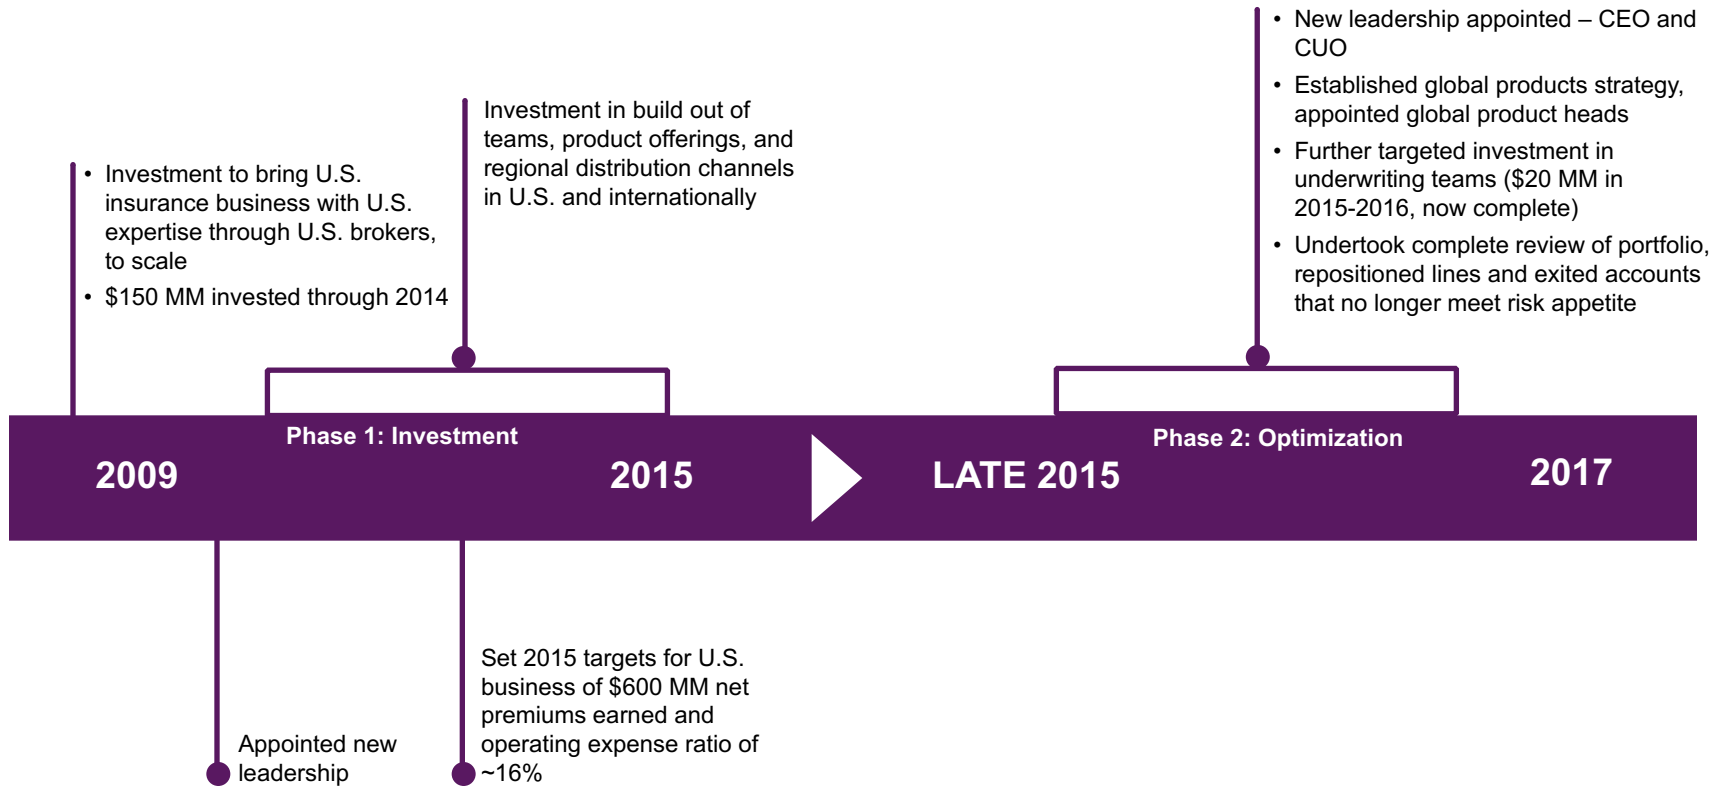 • Investment to bring U.S.
insurance business with U.S.
expertise through U.S. brokers,
to scale
• $150 MM invested through 2014
Investment in build out of
teams, product offerings, and
regional distribution channels
in U.S. and internationally
• New leadership appointed – CEO and
CUO
• Established global products strategy,
appointed global product heads
• Further targeted investment in
underwriting teams ($20 MM in
2015-2016, now complete)
• Undertook complete review of portfolio,
repositioned lines and exited accounts
that no longer meet risk appetite
Phase 1: Investment
2009
2015
Phase 2: Optimization
LATE 2015
2017
Appointed new
leadership
Set 2015 targets for U.S.
business of $600 MM net
premiums earned and
operating expense ratio of
~16%